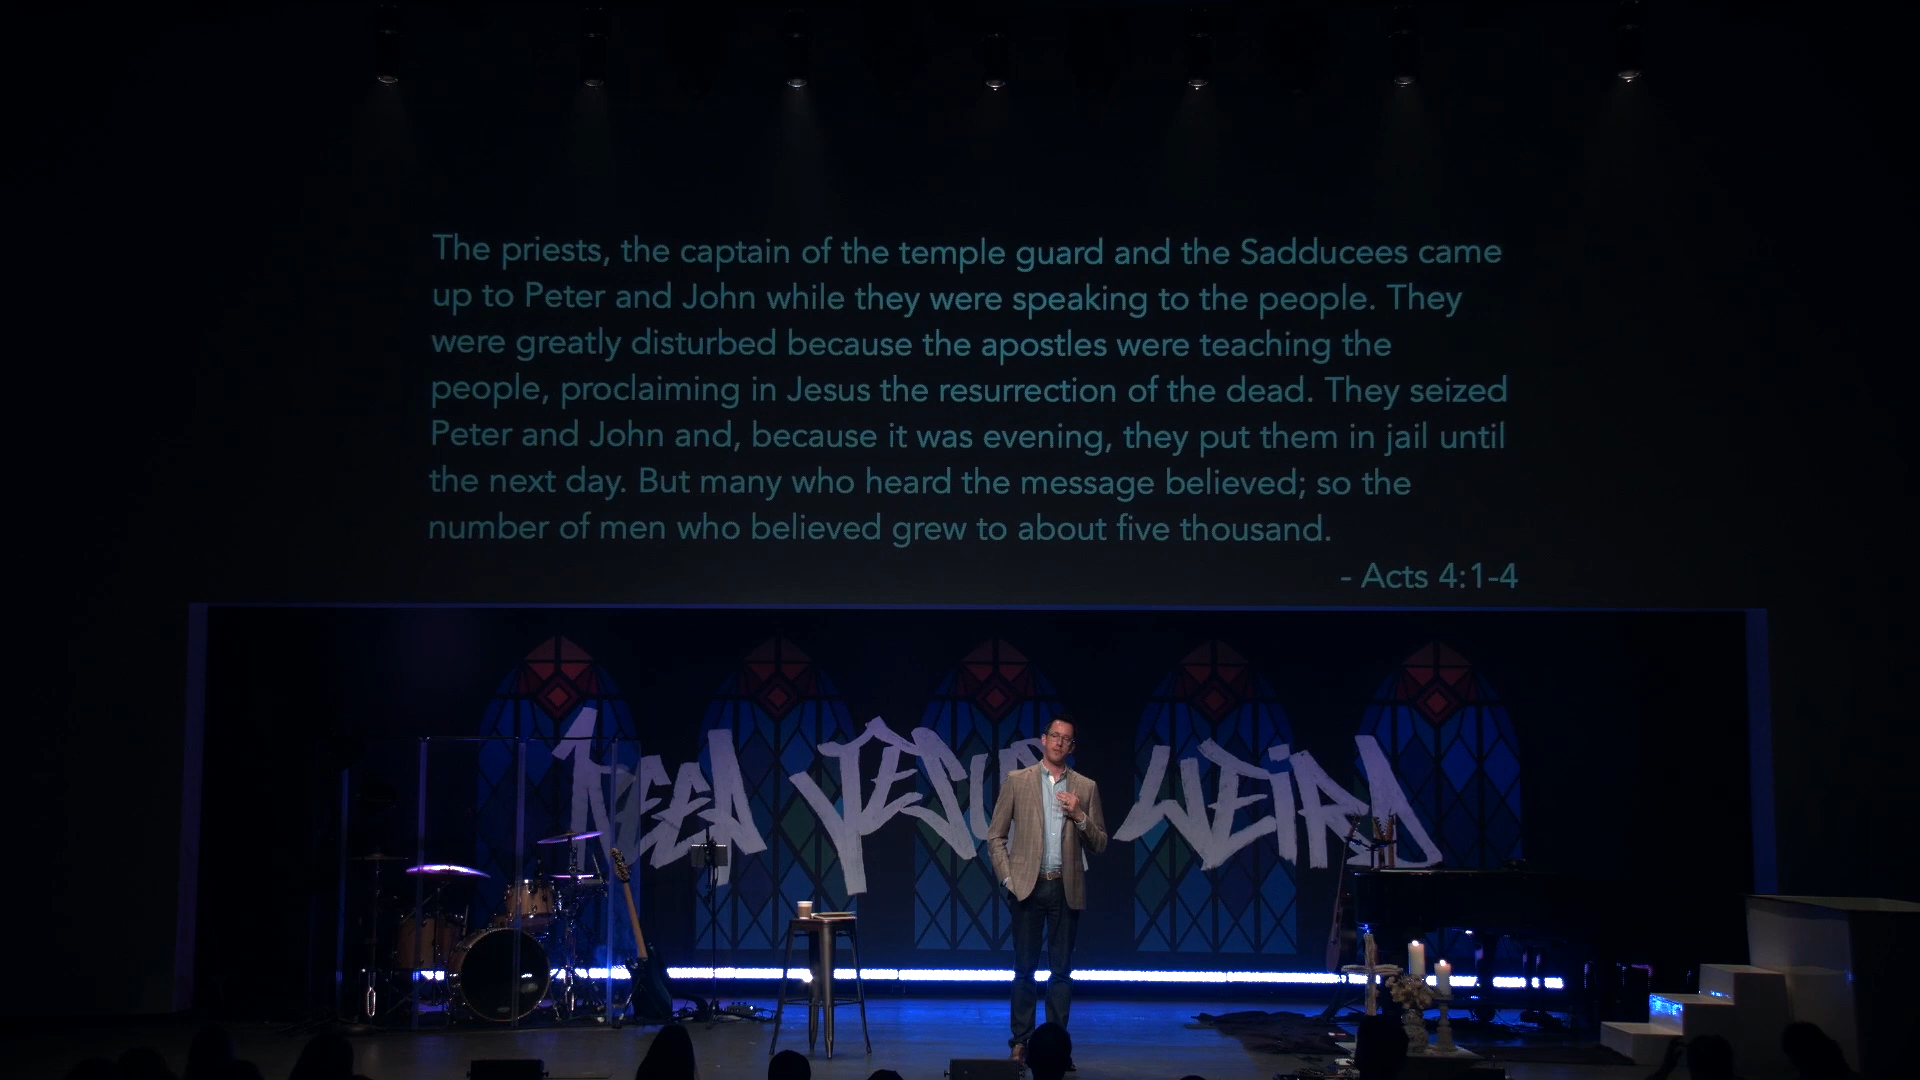 The priests, the captain of the temple guard and the Sadducees came
up to Peter and John while they were speaking to the people. They
were greatly disturbed because the apostles were teaching the
people, proclaiming in Jesus the resurrection of the dead. They seized
Peter and John and, because it was evening, they put them in jail until
the next day. But many who heard the message believed; so the
number of men who believed grew to about five thousand.
- Acts 4:1-4
JESUS WEIRD